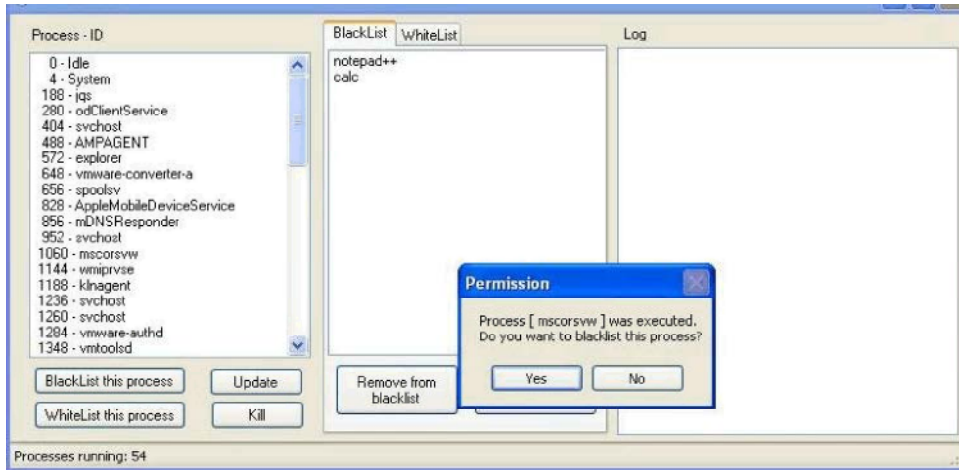 Process - ID
0 - Idle
4 - System
188 - jqs
280 - odClientService
404 - svchost
488 - AMPAGENT
572 - explorer
648 - vmware-converter-a
656 - spoolsv
828 - AppleMobileDeviceService
856 - mDNSResponder
952 - svchost
1060 - mscorsvw
1144 - wmiprvse
1188 - klnagent
1236 - svchost
1260 - svchost
1284 - vmware-authd
1348 - vmtoolsd
BlackList this process
Update
WhiteList this process
Kill
BlackList
WhiteList
notepad++
calc
Remove from
blacklist
Log
Permission
Process [ mscorsvw ] was executed.
Do you want to blacklist this process?
Yes
No
Processes running: 54